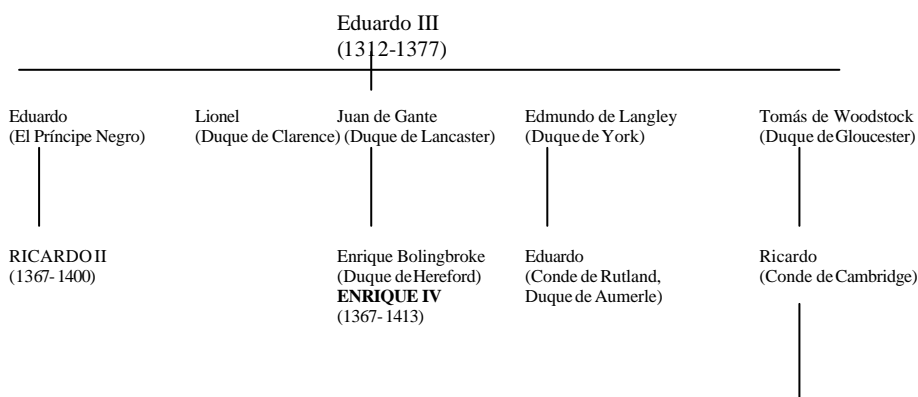 Eduardo III
(1312-1377)
Eduardo
(El Príncipe Negro)
Lionel
(Duque de Clarence)
Juan de Gante
(Duque de Lancaster)
Edmundo de Langley
(Duque de York)
Tomás de Woodstock
(Duque de Gloucester)
RICARDO II
(1367-1400)
Enrique Bolingbroke
(Duque de Hereford)
ENRIQUE IV
(1367-1413)
Eduardo
(Conde de Rutland,
Duque de Aumerle)
Ricardo
(Conde de Cambridge)